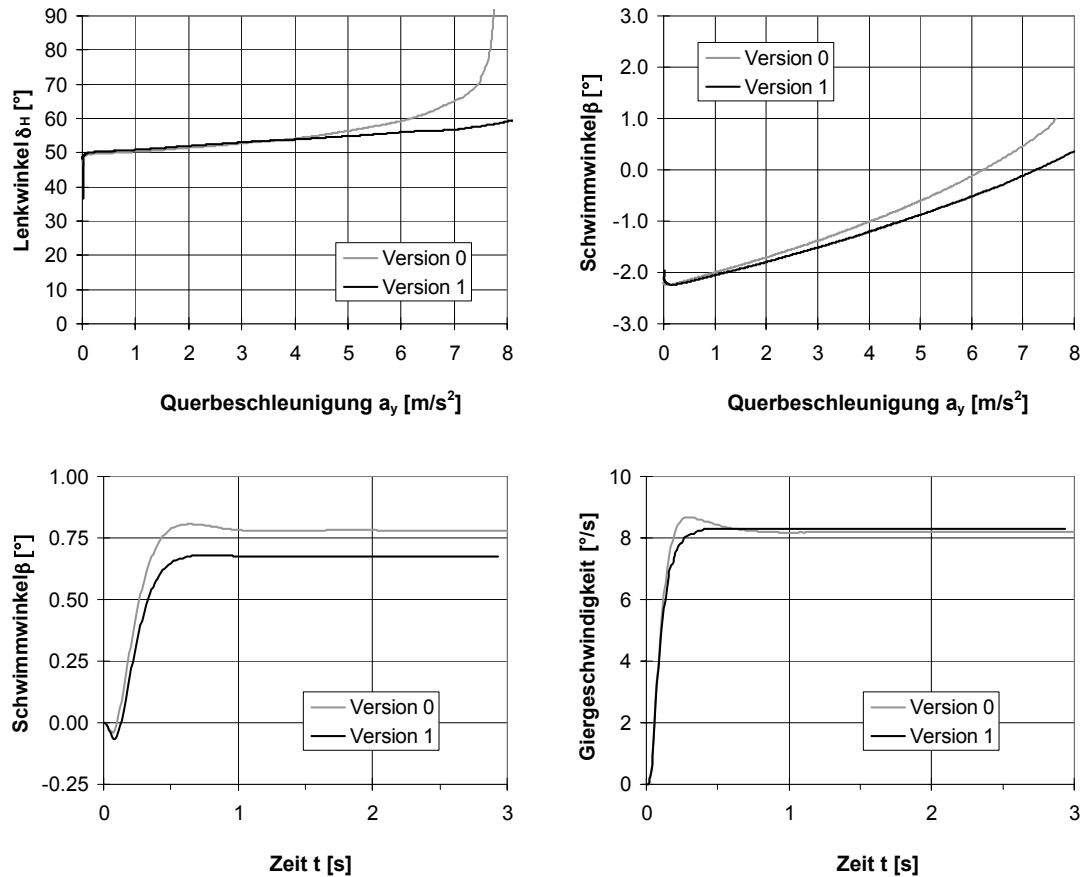 90
80
70
60
50
40
30
20
10
0
Lenkwinkel δH [°]
Version 0
Version 1
0 1 2 3 4 5 6 7 8
Querbeschleunigung ay [m/s²]
3.0
2.0
1.0
0.0
-1.0
-2.0
-3.0
Schwimmwinkelβ [°]
Version 0
Version 1
0 1 2 3 4 5 6 7 8
Querbeschleunigung ay [m/s²]
1.00
0.75
0.50
0.25
0.00
-0.25
Schwimmwinkelβ [°]
Version 0
Version 1
0 1 2 3
Zeit t [s]
10
8
6
4
2
0
Giergeschwindigkeit [°/s]
Version 0
Version 1
0 1 2 3
Zeit t [s]